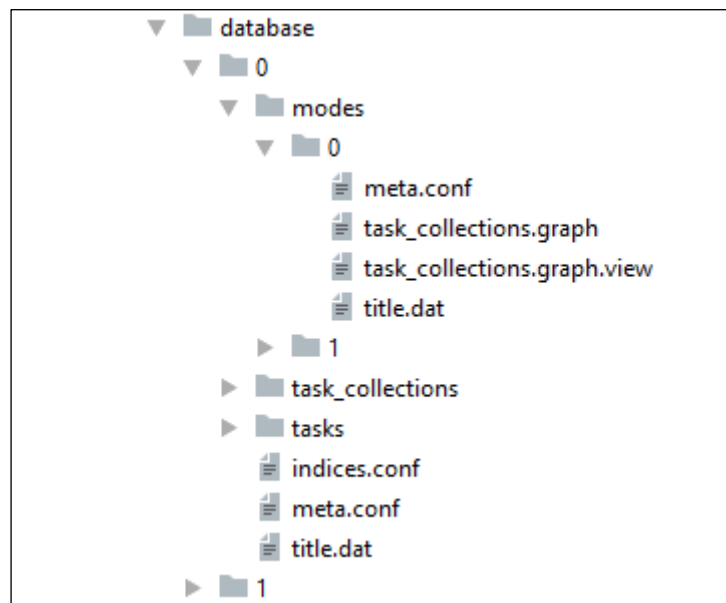 database
0
modes
0
meta.conf
task_collections.graph
task_collections.graph.view
title.dat
1
task_collections
tasks
indices.conf
meta.conf
title.dat
1